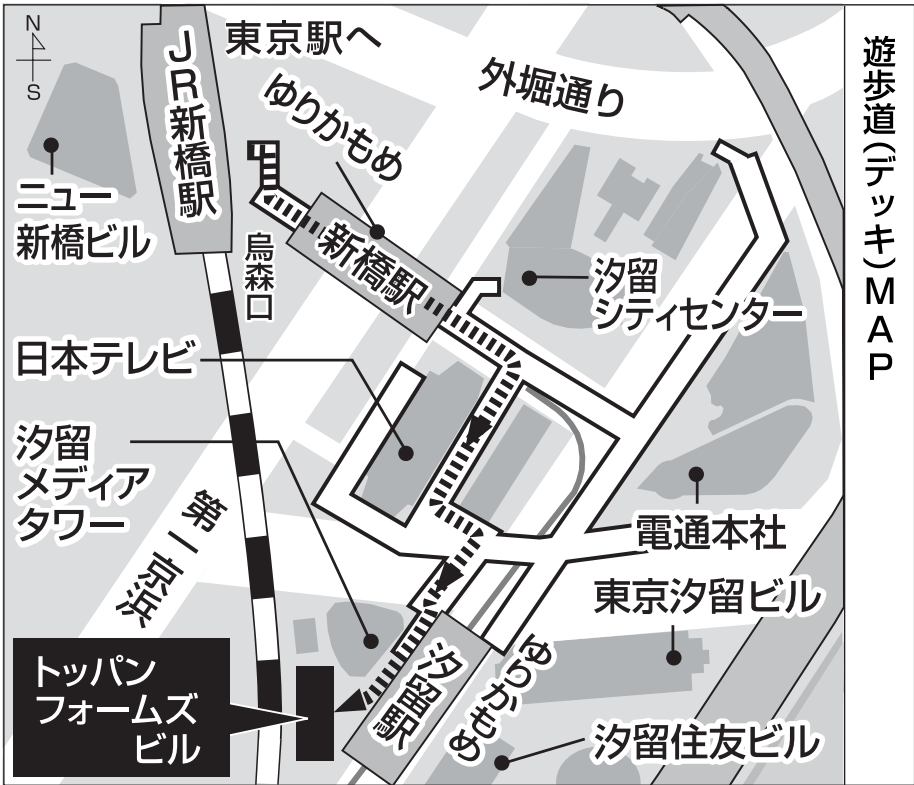 遊歩道(デッキ)MAP
N
S
JR新橋駅
東京駅へ
外堀通り
ゆりかもめ
ニュー
新橋ビル
烏森口
新橋駅
汐留
シティセンター
日本テレビ
汐留
メディア
タワー
第一京浜
電通本社
東京汐留ビル
トッパン
フォームズ
ビル
汐留駅
ゆりかもめ
汐留住友ビル